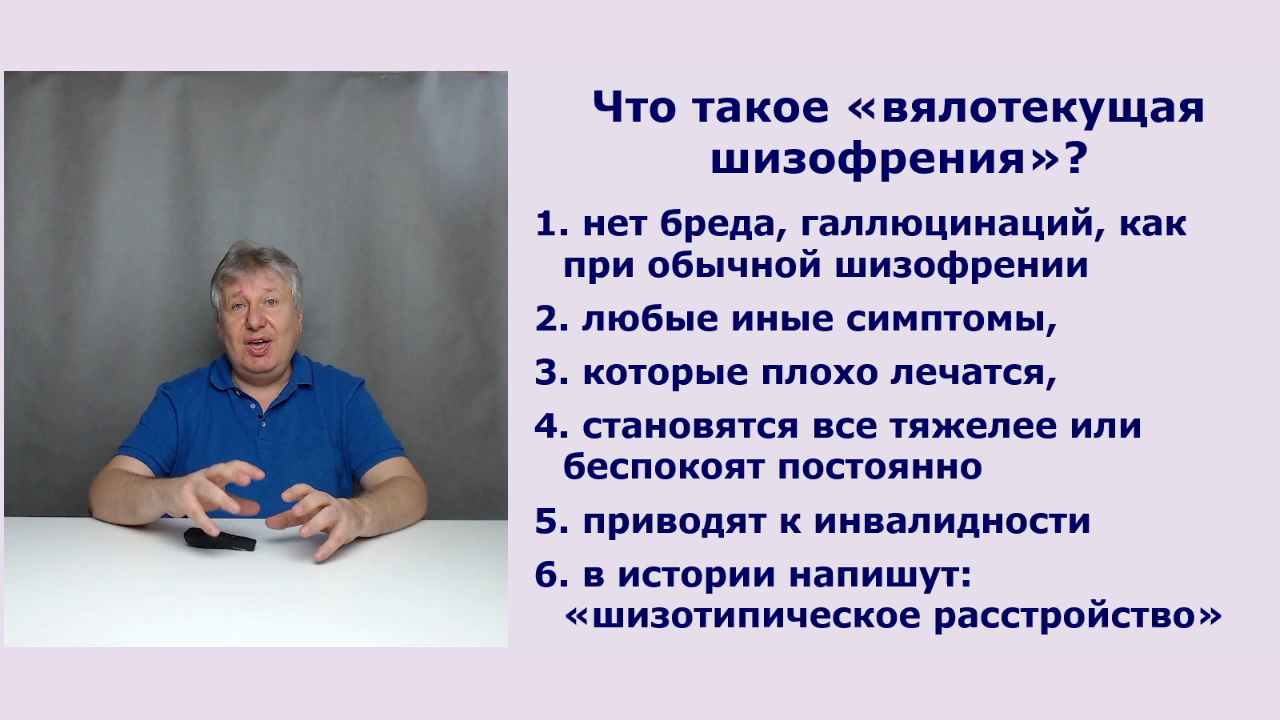 Что такое «вялотекущая
шизофрения»?
1. нет бреда, галлюцинаций, как
при обычной шизофрении
2. любые иные симптомы,
3. которые плохо лечатся,
4. становятся все тяжелее или
беспокоят постоянно
5. приводят к инвалидности
6. в истории напишут:
«шизотипическое расстройство»